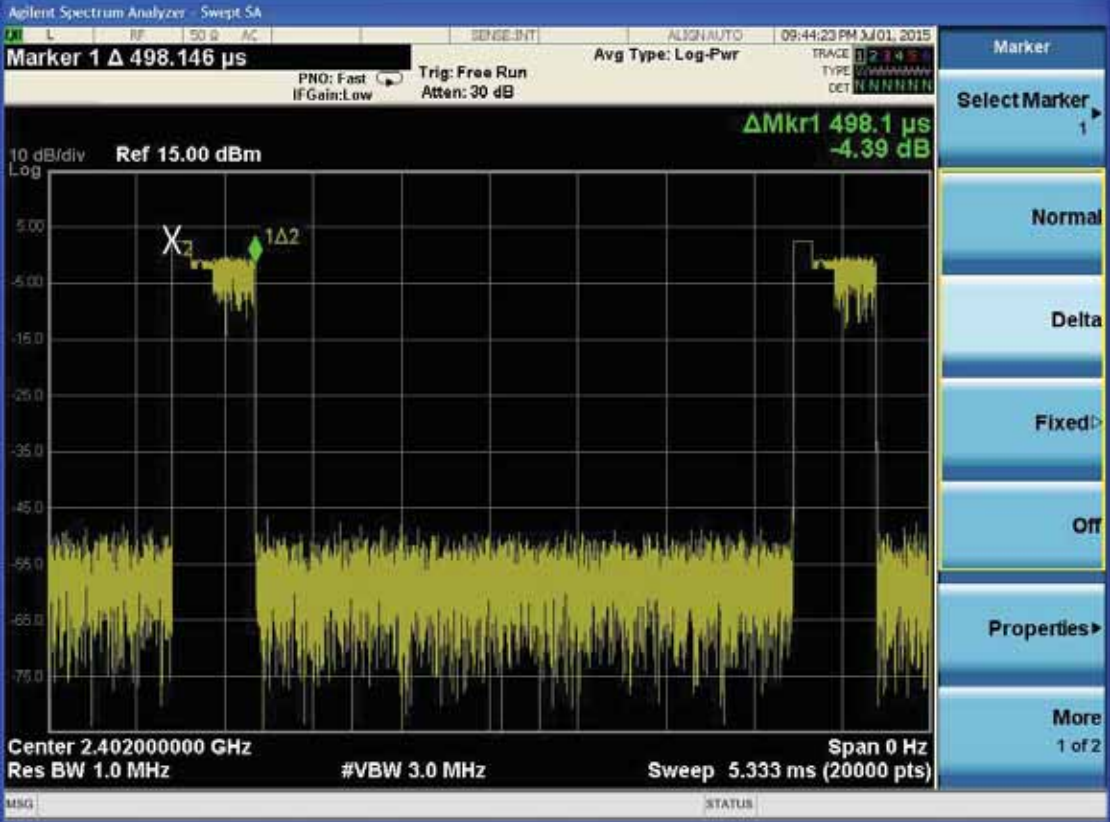 Agilent Spectrum Analyzer - Swept SA
L RF 50 Ω AC SENSE:INT ALIGN AUTO 09:44:23 PM Jul 01, 2015
Marker 1 Δ 498.146 μs
PNO: Fast
IFGain:Low
Trig: Free Run
Atten: 30 dB
Avg Type: Log-Pwr
TRACE 1 2 3 4 5 6
TYPE
DET N N N N N N
ΔMkr1 498.1 μs
-4.39 dB
10 dB/div Ref 15.00 dBm
Log
5.00
-5.00
-15.0
-25.0
-35.0
-45.0
-55.0
-65.0
-75.0
X2
1Δ2
Center 2.402000000 GHz Span 0 Hz
Res BW 1.0 MHz #VBW 3.0 MHz Sweep 5.333 ms (20000 pts)
MSG STATUS
Marker
Select Marker
1
Normal
Delta
Fixed
Off
Properties
More
1 of 2